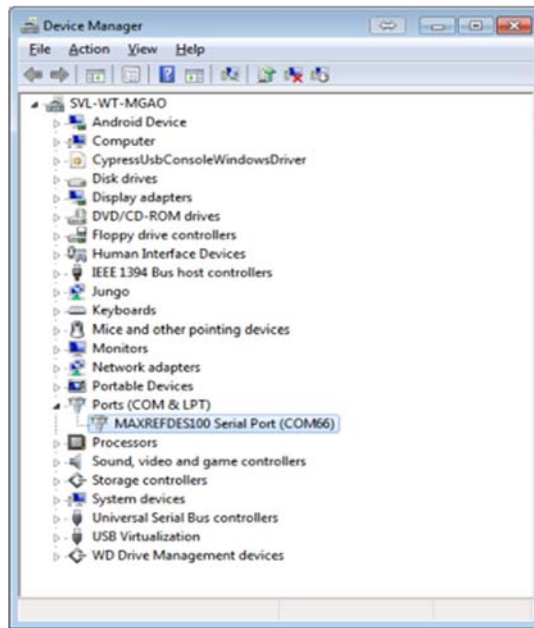 Device Manager
File Action View Help
SVL-WT-MGAO
Android Device
Computer
CypressUsbConsoleWindowsDriver
Disk drives
Display adapters
DVD/CD-ROM drives
Floppy drive controllers
Human Interface Devices
IEEE 1394 Bus host controllers
Jungo
Keyboards
Mice and other pointing devices
Monitors
Network adapters
Portable Devices
Ports (COM & LPT)
MAXREFDES100 Serial Port (COM66)
Processors
Sound, video and game controllers
Storage controllers
System devices
Universal Serial Bus controllers
USB Virtualization
WD Drive Management devices